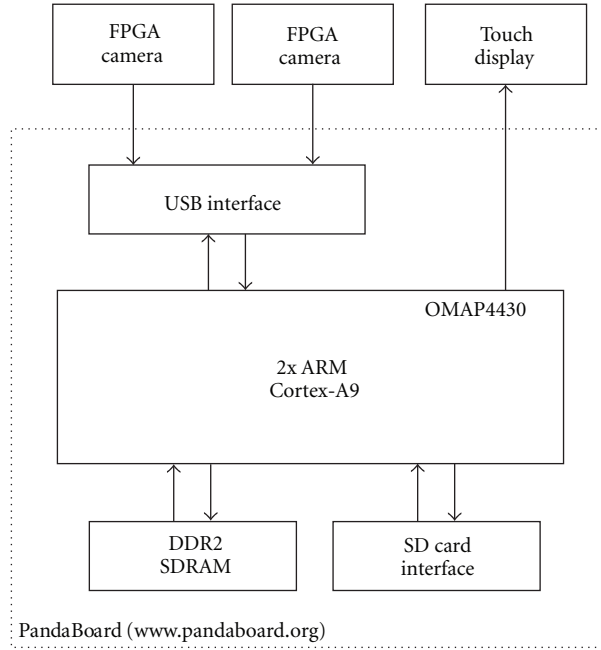 FPGA
camera
FPGA
camera
Touch
display
USB interface
OMAP4430
2x ARM
Cortex-A9
DDR2
SDRAM
SD card
interface
PandaBoard (www.pandaboard.org)